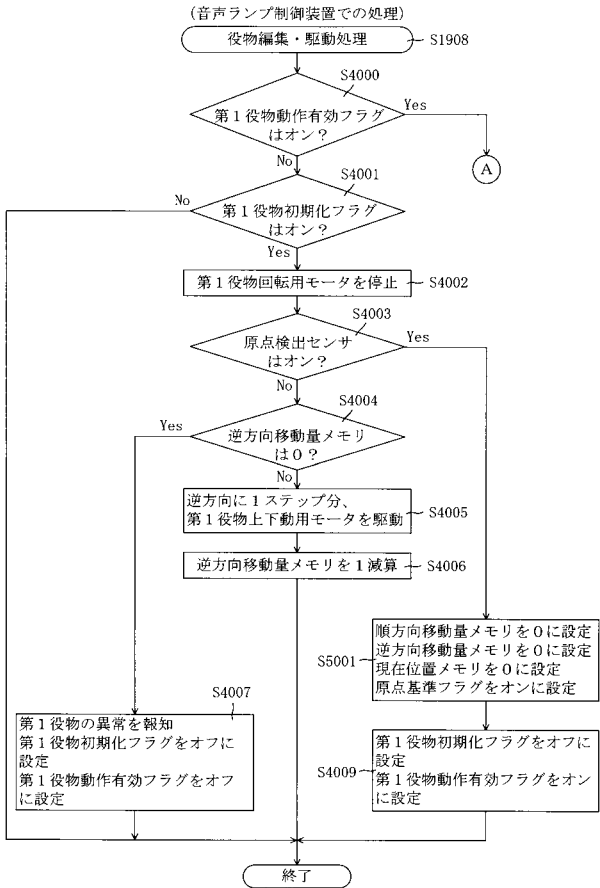 (音声ランプ制御装置での処理)
役物編集・駆動処理
S1908
S4000
第1役物動作有効フラグ
はオン?
Yes
No
A
S4001
No
第1役物初期化フラグ
はオン?
Yes
第1役物回転用モータを停止
S4002
S4003
原点検出センサ
はオン?
Yes
No
S4004
Yes
逆方向移動量メモリ
は0?
No
逆方向に1ステップ分、
第1役物上下動用モータを駆動
S4005
逆方向移動量メモリを1減算
S4006
順方向移動量メモリを0に設定
逆方向移動量メモリを0に設定
現在位置メモリを0に設定
原点基準フラグをオンに設定
S5001
S4007
第1役物の異常を報知
第1役物初期化フラグをオフに
設定
第1役物動作有効フラグをオフ
に設定
第1役物初期化フラグをオフに
設定
第1役物動作有効フラグをオン
に設定
S4009
終了